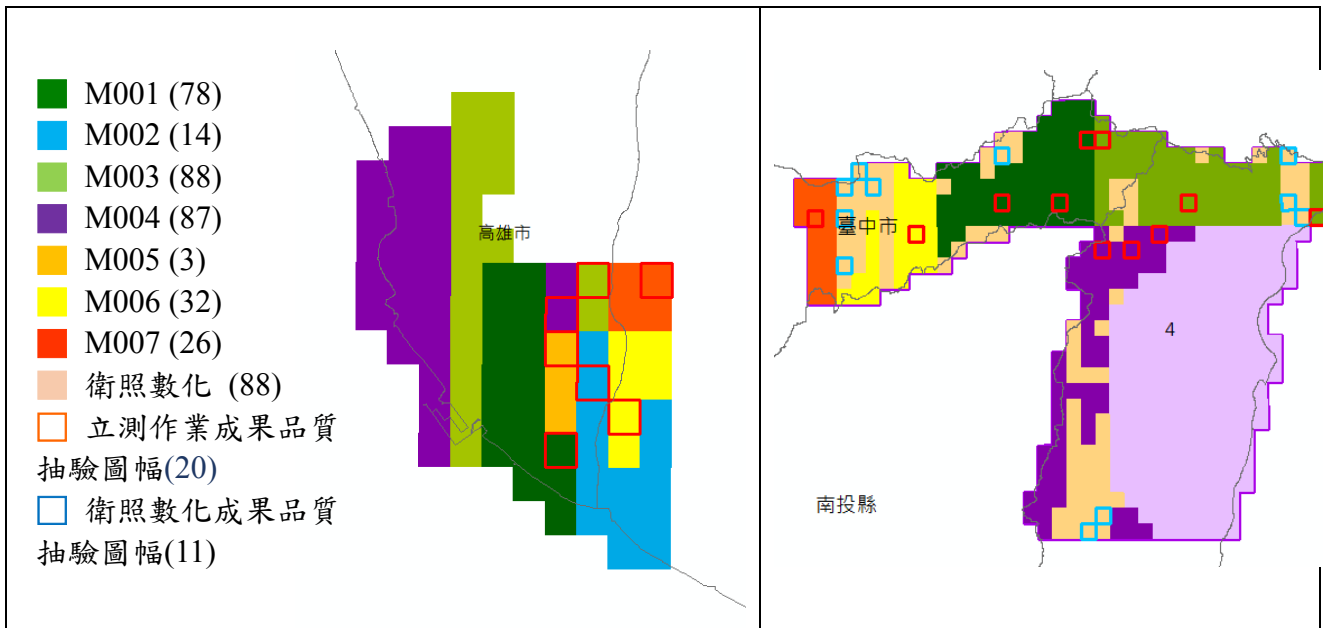 M001 (78)
M002 (14)
M003 (88)
M004 (87)
M005 (3)
M006 (32)
M007 (26)
衛照數化 (88)
立測作業成果品質
抽驗圖幅(20)
衛照數化成果品質
抽驗圖幅(11)
高雄市
臺中市
4
南投縣